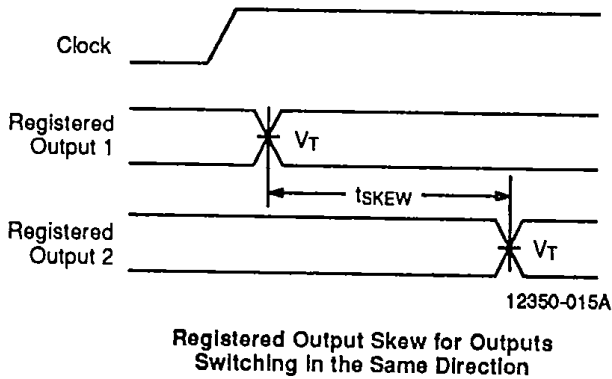 Clock
Registered
Output 1
VT
tSKEW
Registered
Output 2
VT
12350-015A
Registered Output Skew for Outputs
Switching in the Same Direction